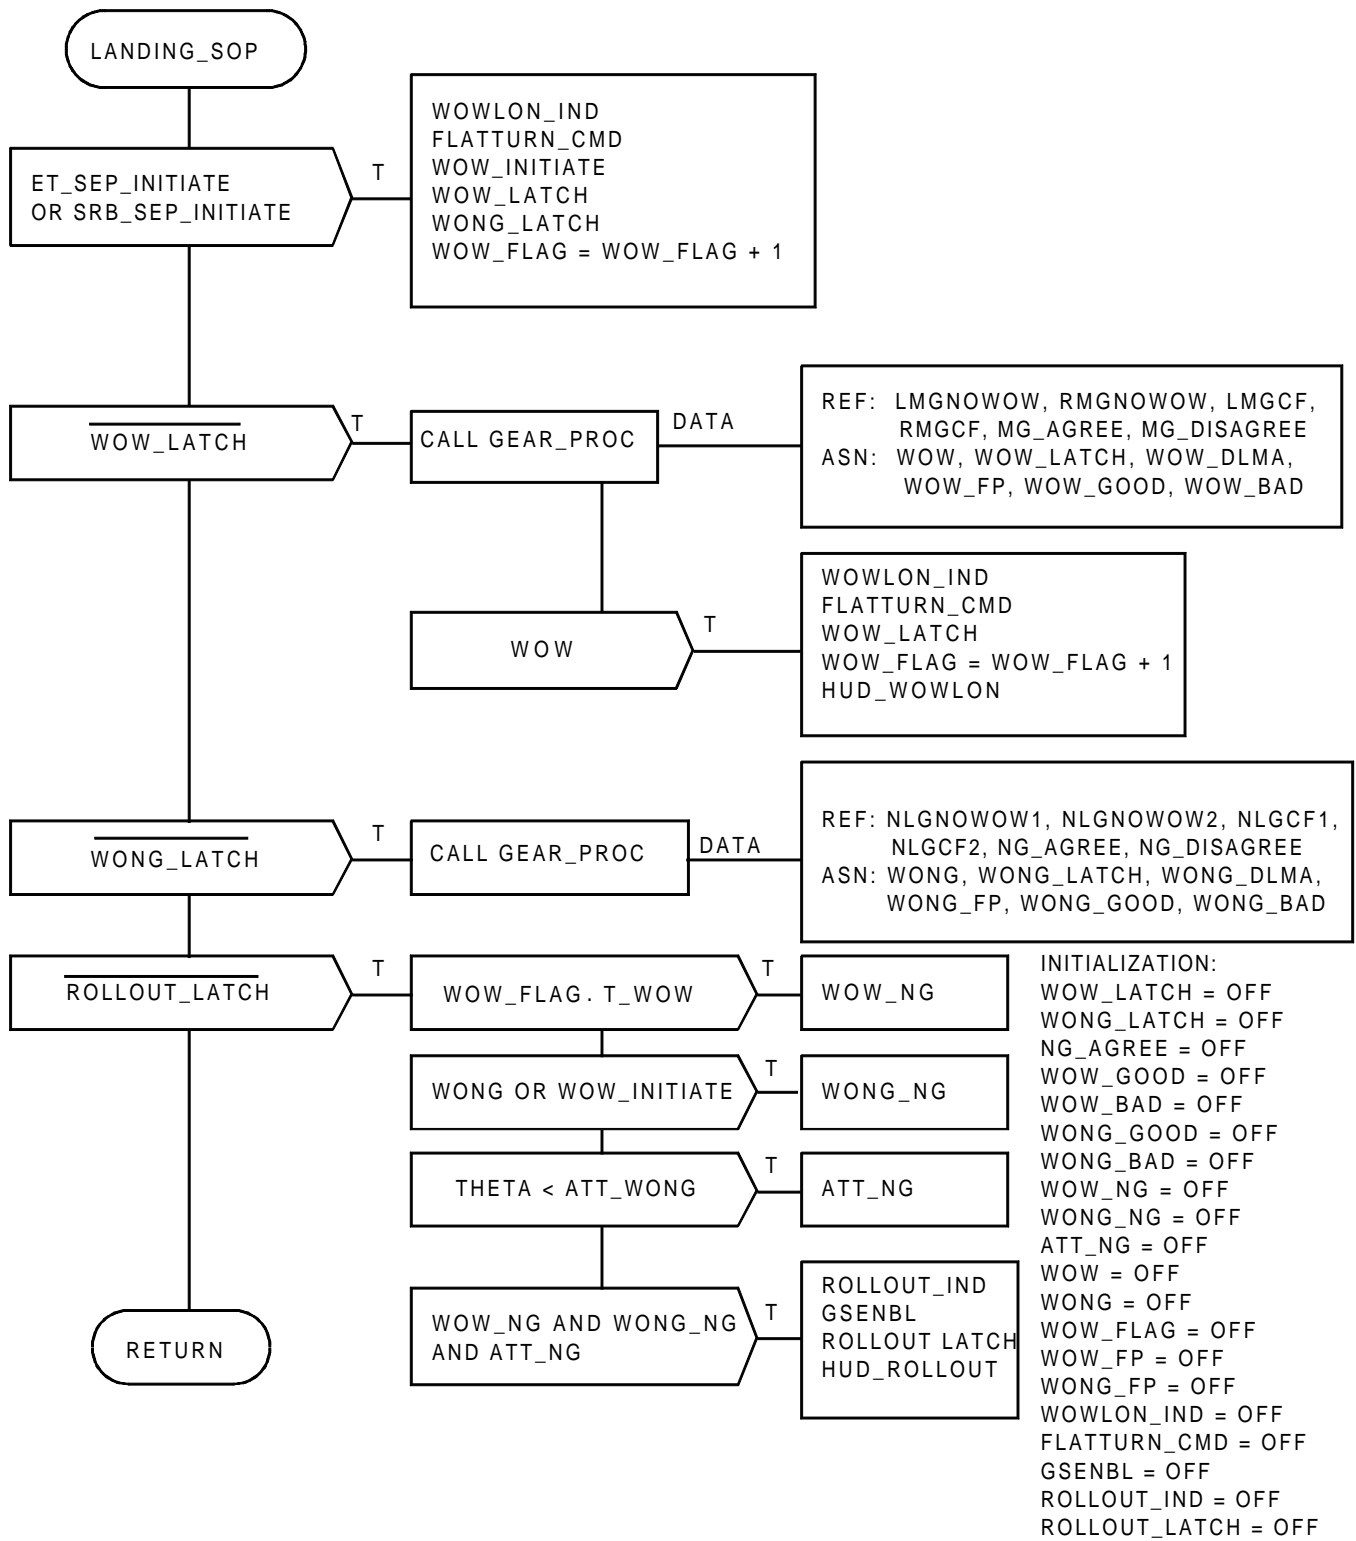 LANDING_SOP
ET_SEP_INITIATE
OR SRB_SEP_INITIATE
T
WOWLON_IND
FLATTURN_CMD
WOW_INITIATE
WOW_LATCH
WONG_LATCH
WOW_FLAG = WOW_FLAG + 1
WOW_LATCH
T
CALL GEAR_PROC
DATA
REF: LMGNOWOW, RMGNOWOW, LMGCF,
RMGCF, MG_AGREE, MG_DISAGREE
ASN: WOW, WOW_LATCH, WOW_DLMA,
WOW_FP, WOW_GOOD, WOW_BAD
WOW
T
WOWLON_IND
FLATTURN_CMD
WOW_LATCH
WOW_FLAG = WOW_FLAG + 1
HUD_WOWLON
WONG_LATCH
T
CALL GEAR_PROC
DATA
REF: NLGNOWOW1, NLGNOWOW2, NLGCF1,
NLGCF2, NG_AGREE, NG_DISAGREE
ASN: WONG, WONG_LATCH, WONG_DLMA,
WONG_FP, WONG_GOOD, WONG_BAD
ROLLOUT_LATCH
T
WOW_FLAG. T_WOW
T
WOW_NG
WONG OR WOW_INITIATE
T
WONG_NG
THETA < ATT_WONG
T
ATT_NG
WOW_NG AND WONG_NG
AND ATT_NG
T
ROLLOUT_IND
GSENBL
ROLLOUT LATCH
HUD_ROLLOUT
RETURN
INITIALIZATION:
WOW_LATCH = OFF
WONG_LATCH = OFF
NG_AGREE = OFF
WOW_GOOD = OFF
WOW_BAD = OFF
WONG_GOOD = OFF
WONG_BAD = OFF
WOW_NG = OFF
WONG_NG = OFF
ATT_NG = OFF
WOW = OFF
WONG = OFF
WOW_FLAG = OFF
WOW_FP = OFF
WONG_FP = OFF
WOWLON_IND = OFF
FLATTURN_CMD = OFF
GSENBL = OFF
ROLLOUT_IND = OFF
ROLLOUT_LATCH = OFF